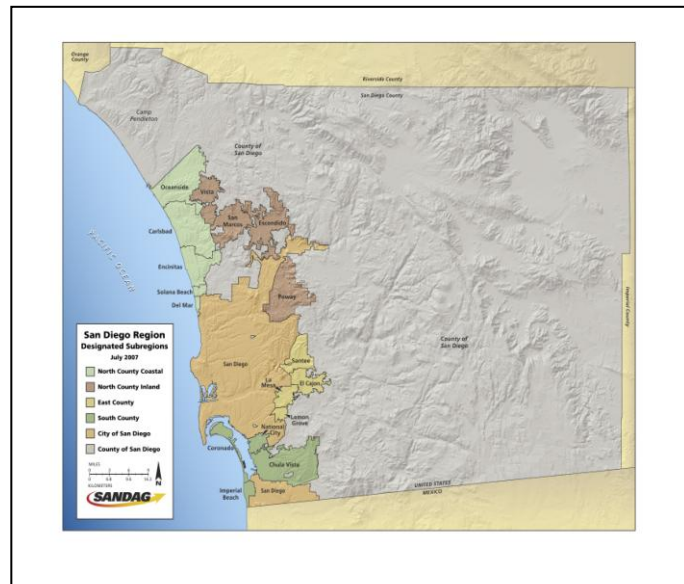 Orange
County
Riverside County
San Diego County
Camp
Pendleton
County of
San Diego
Oceanside
Vista
San
Marcos
Escondido
Carlsbad
PACIFIC OCEAN
Encinitas
Solana Beach
Del Mar
Poway
Imperial County
San Diego Region
Designated Subregions
July 2007
North County Coastal
North County Inland
East County
South County
City of San Diego
County of San Diego
MILES
KILOMETERS
N
SANDAG
San Diego
Santee
La
Mesa
El Cajon
Lemon
Grove
National
City
County of
San Diego
Coronado
Chula Vista
Imperial
Beach
San Diego
UNITED STATES
MEXICO